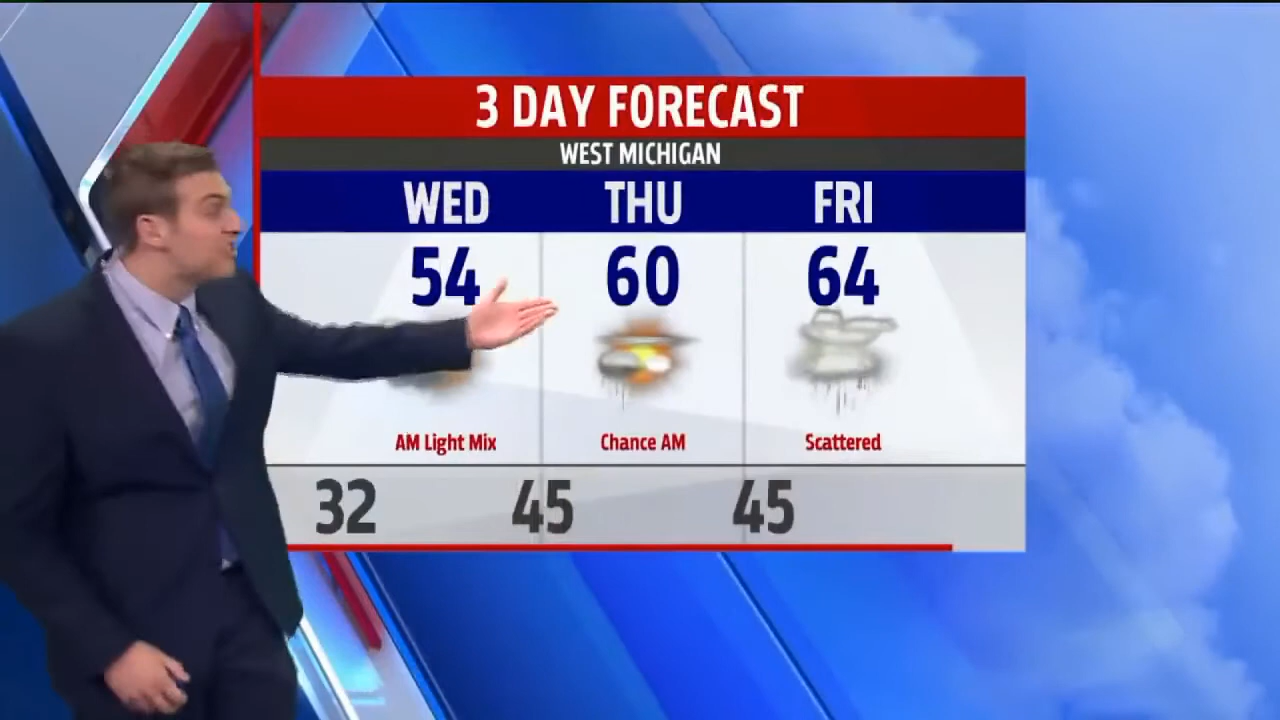 3 DAY FORECAST
WEST MICHIGAN
WED THU FRI
54 60 64
AM Light Mix Chance AM Scattered
32 45 45